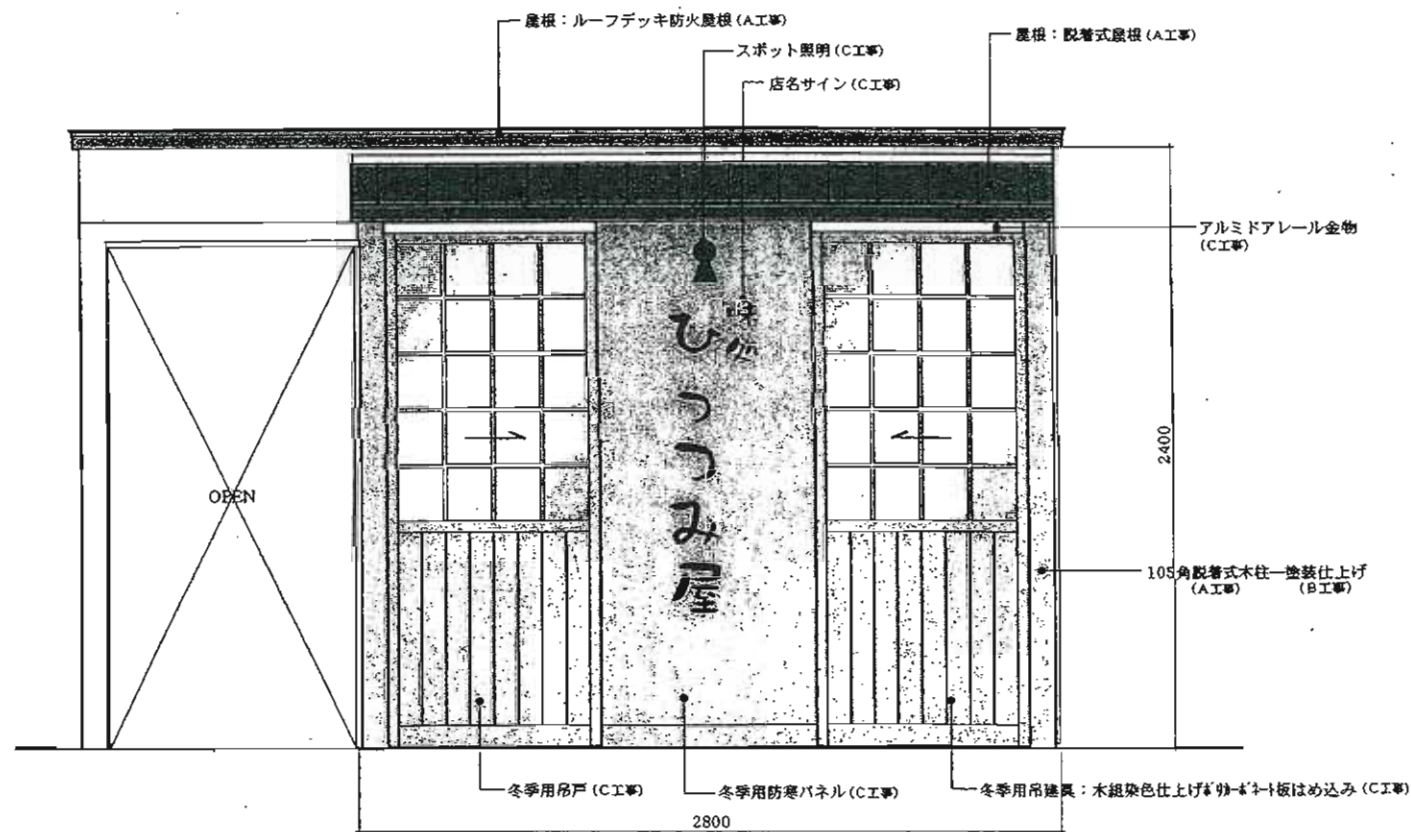 屋根：ルーフデッキ防火屋根(A工事)
屋根：脱着式屋根(A工事)
スポット照明(C工事)
店名サイン(C工事)
アルミドアレール金物
(C工事)
OPEN
ひっつみ屋
2400
105角脱着式木柱―塗装仕上げ
(A工事) (B工事)
冬季用吊戸(C工事)
冬季用防寒パネル(C工事)
冬季用吊建具：木組染色仕上げﾎﾟﾘｶｰﾎﾞﾈｰﾄ板はめ込み(C工事)
2800